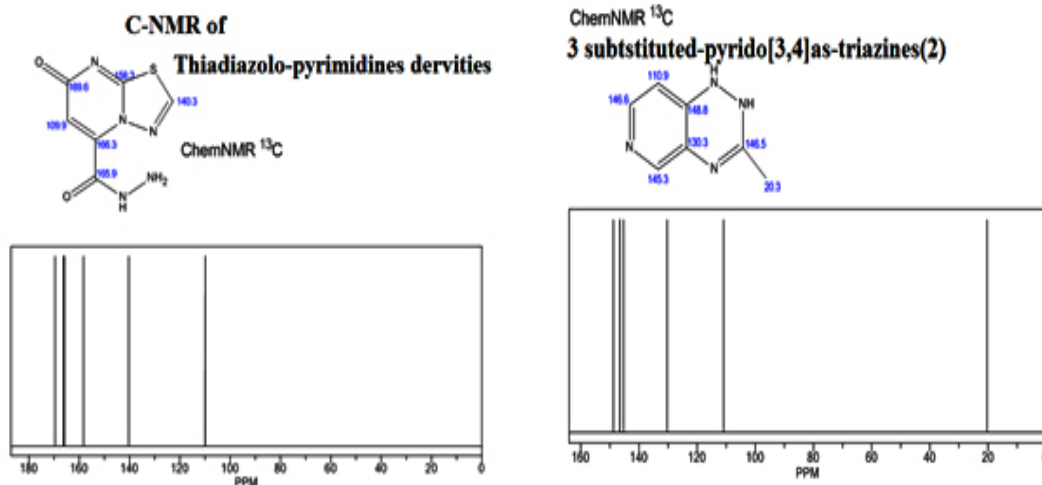 C-NMR of
Thiadiazolo-pyrimidines dervities
O
N
S
158.3
169.6
140.3
109.9
N
N
166.3
ChemNMR 13C
165.9
O
NH2
N
H
180 160 140 120 100 80 60 40 20 0
PPM
ChemNMR 13C
3 subtstituted-pyrido[3,4]as-triazines(2)
H
N
110.9
146.6
148.8
NH
130.3
146.5
N
N
145.3
20.3
160 140 120 100 80 60 40 20 0
PPM